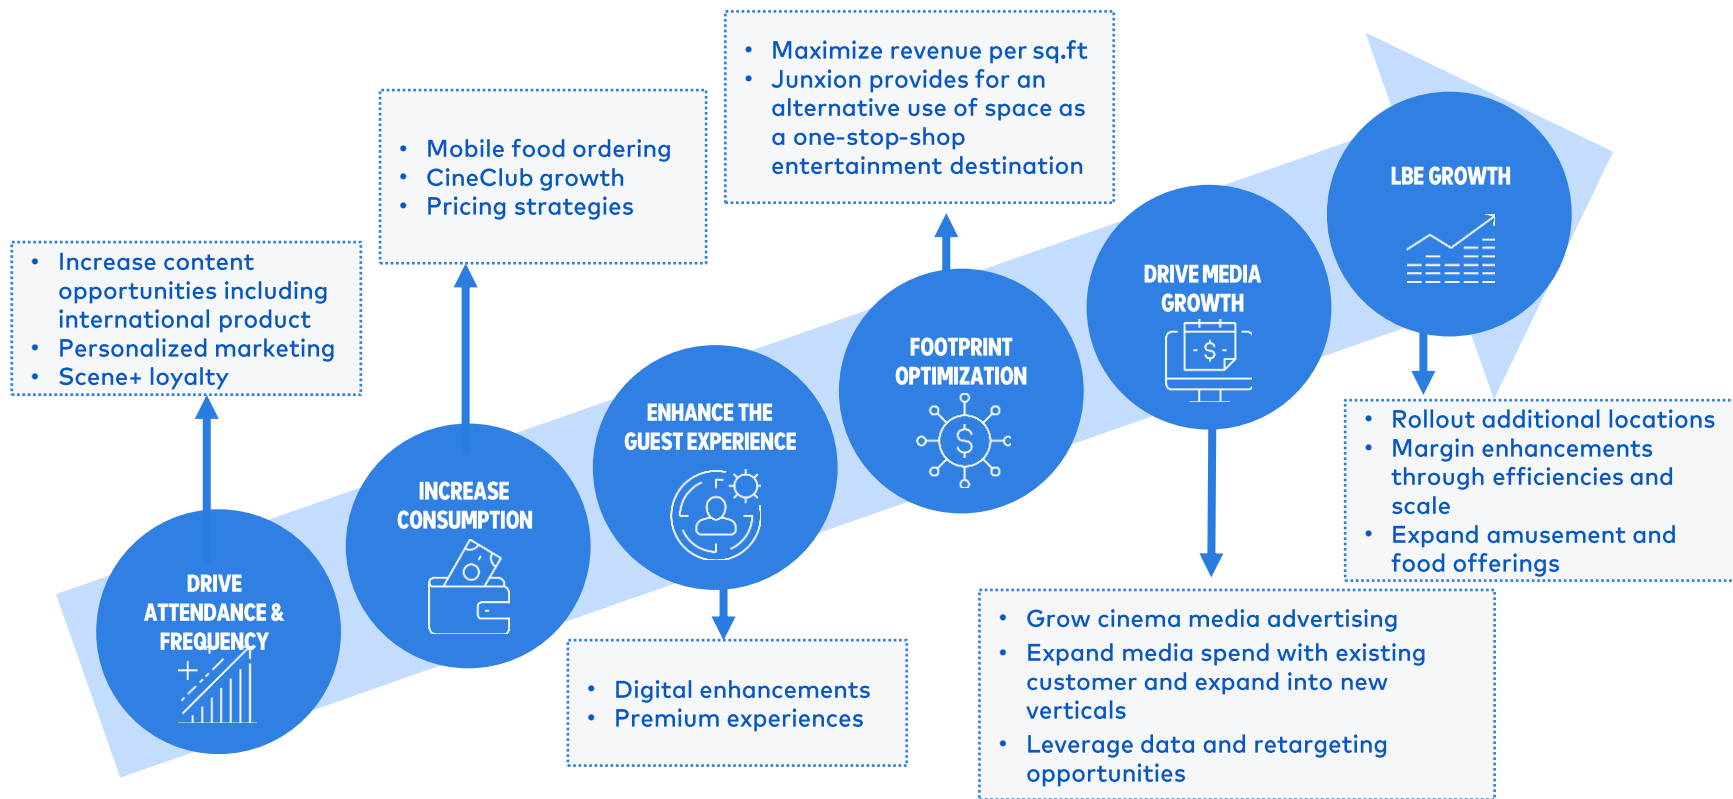 • Increase content
opportunities including
international product
• Personalized marketing
• Scene+ loyalty
DRIVE
ATTENDANCE &
FREQUENCY
• Mobile food ordering
• CineClub growth
• Pricing strategies
INCREASE
CONSUMPTION
ENHANCE THE
GUEST EXPERIENCE
• Digital enhancements
• Premium experiences
• Maximize revenue per sq.ft
• Junxion provides for an
alternative use of space as
a one-stop-shop
entertainment destination
FOOTPRINT
OPTIMIZATION
$
DRIVE MEDIA
GROWTH
- $ -
• Grow cinema media advertising
• Expand media spend with existing
customer and expand into new
verticals
• Leverage data and retargeting
opportunities
LBE GROWTH
• Rollout additional locations
• Margin enhancements
through efficiencies and
scale
• Expand amusement and
food offerings